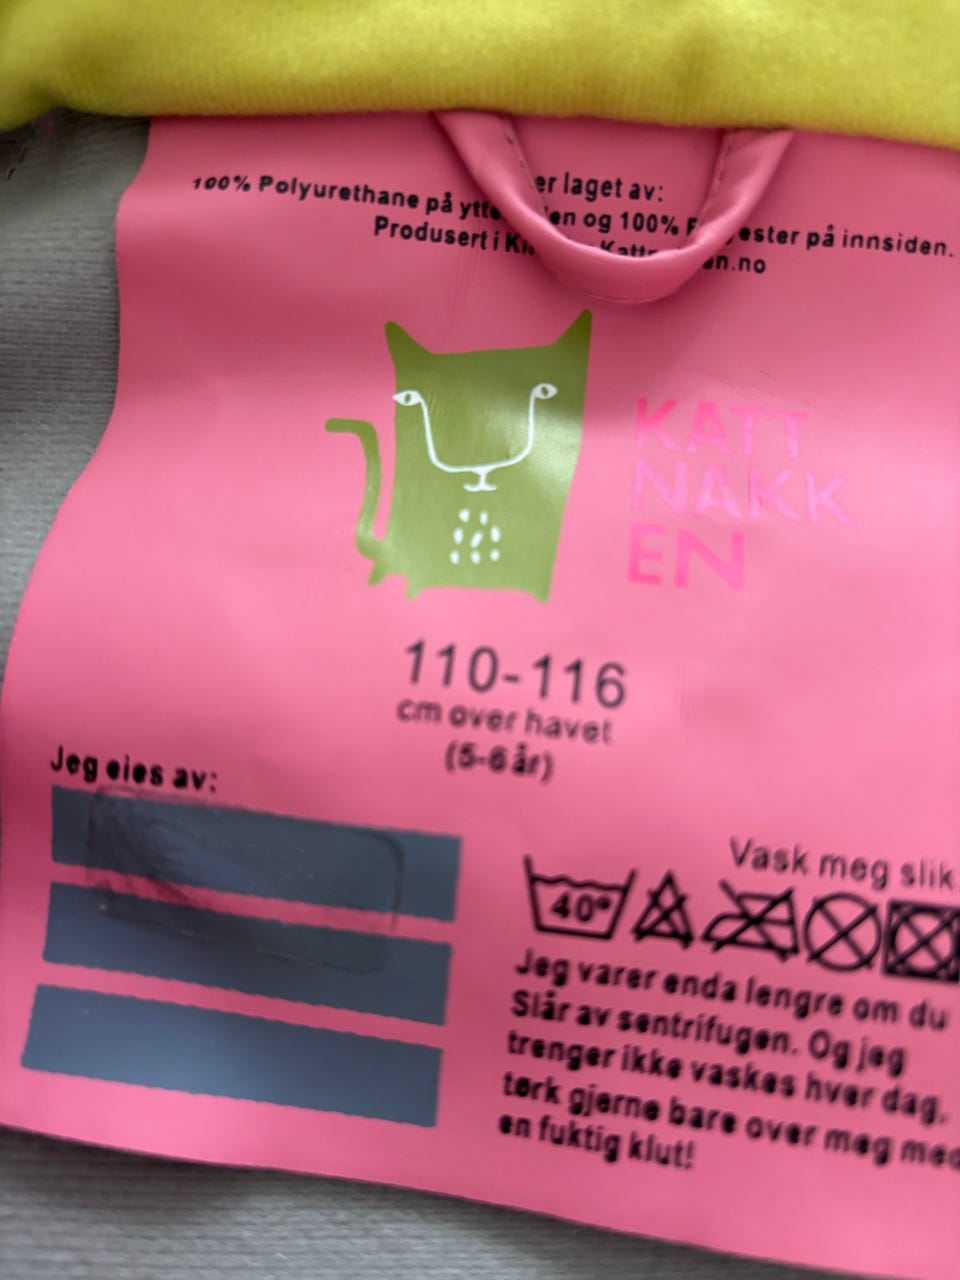 er laget av:
100% Polyurethane på ytte en og 100% ester på innsiden.
Produsert i en.no
KATT
NAKK
EN
110-116
cm over havet
(5-6 år)
Jeg eies av:
Vask meg slik
40°
Jeg varer enda lengre om du
Slår av sentrifugen. Og jeg
trenger ikke vaskes hver dag,
tørk gjerne bare over meg med
en fuktig klut!